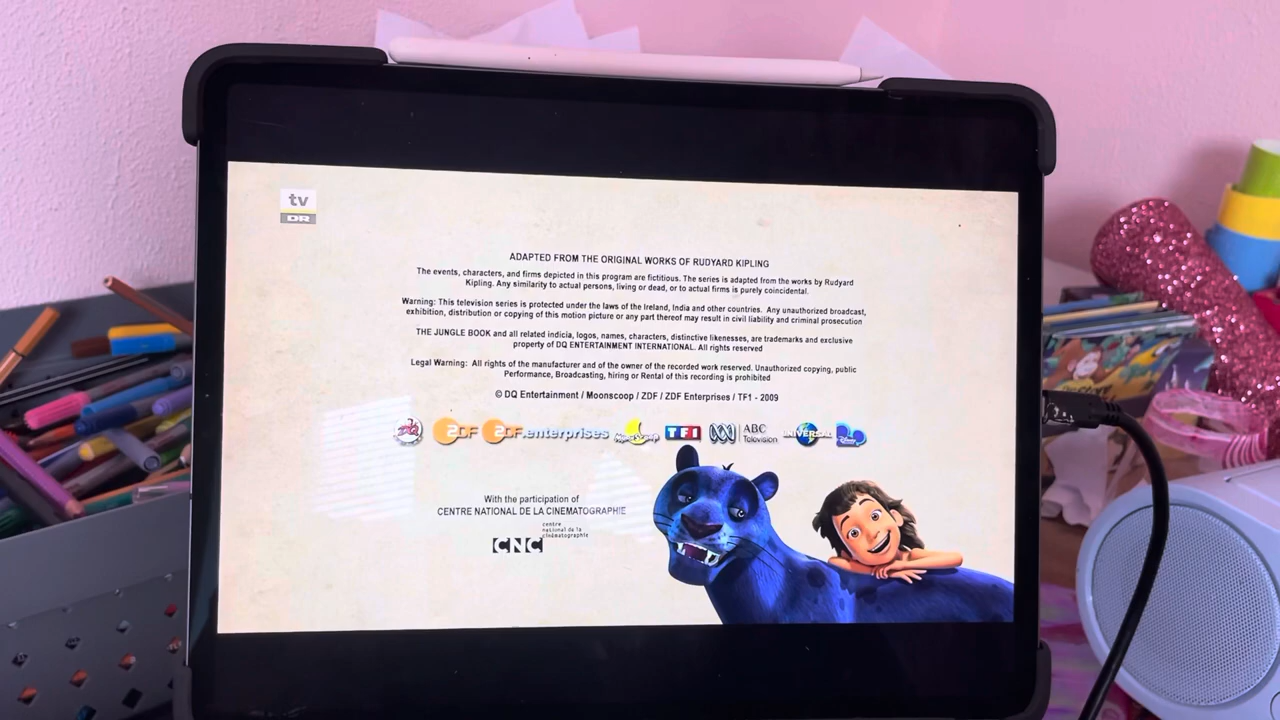 tv
DR
ADAPTED FROM THE ORIGINAL WORKS OF RUDYARD KIPLING
The events, characters, and firms depicted in this program are fictitious. The series is adapted from the works by Rudyard
Kipling. Any similarity to actual persons, living or dead, or to actual firms is purely coincidental.
Warning: This television series is protected under the laws of the Ireland, India and other countries. Any unauthorized broadcast,
exhibition, distribution or copying of this motion picture or any part thereof may result in civil liability and criminal prosecution
THE JUNGLE BOOK and all related indicia, logos, names, characters, distinctive likenesses, are trademarks and exclusive
property of DQ ENTERTAINMENT INTERNATIONAL. All rights reserved
Legal Warning: All rights of the manufacturer and of the owner of the recorded work reserved. Unauthorized copying, public
Performance, Broadcasting, hiring or Rental of this recording is prohibited
© DQ Entertainment / Moonscoop / ZDF / ZDF Enterprises / TF1 - 2009
ZDF ZDF.enterprises MoonScoop TF1 ABC Television UNIVERSAL Disney
With the participation of
CENTRE NATIONAL DE LA CINEMATOGRAPHIE
centre
national de la
cinématographie
CNC